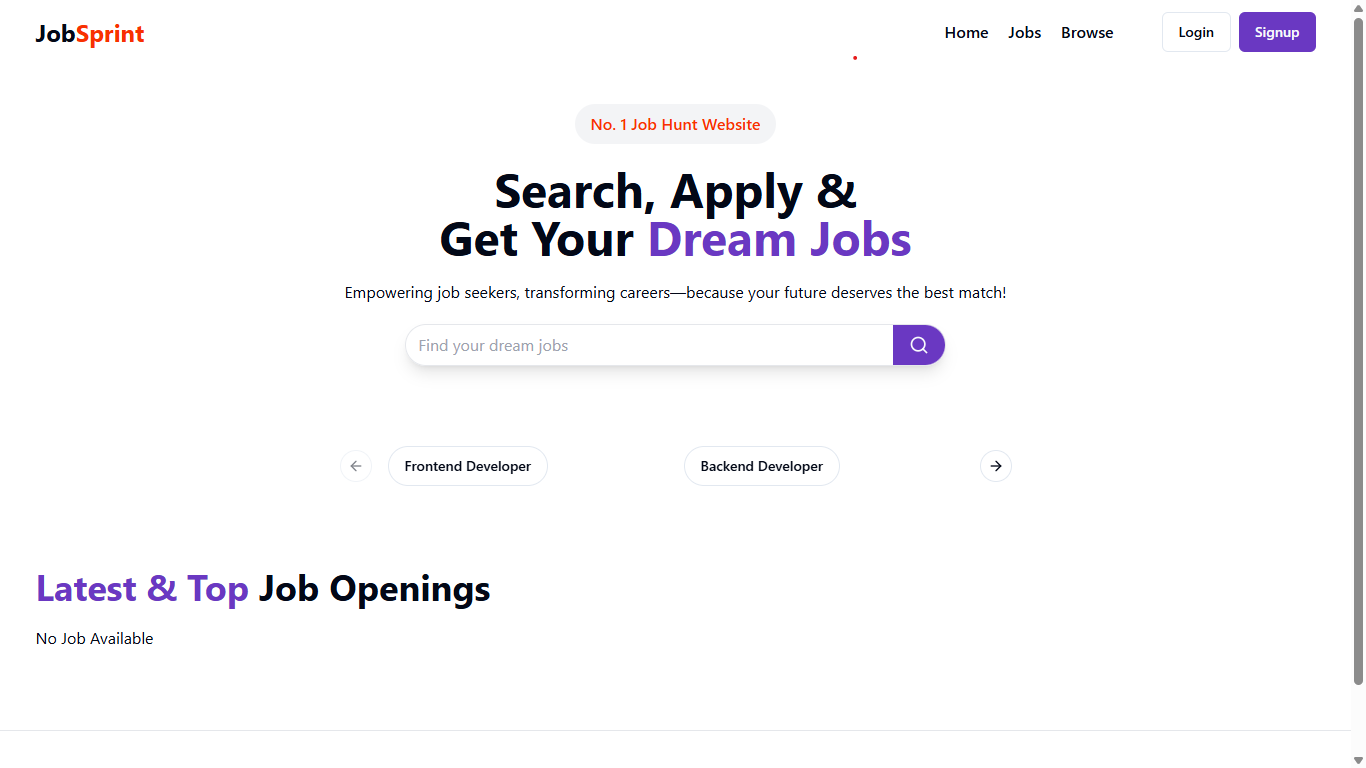 JobSprint
Home Jobs Browse Login Signup
No. 1 Job Hunt Website
Search, Apply &
Get Your Dream Jobs
Empowering job seekers, transforming careers—because your future deserves the best match!
Find your dream jobs
Frontend Developer Backend Developer
Latest & Top Job Openings
No Job Available